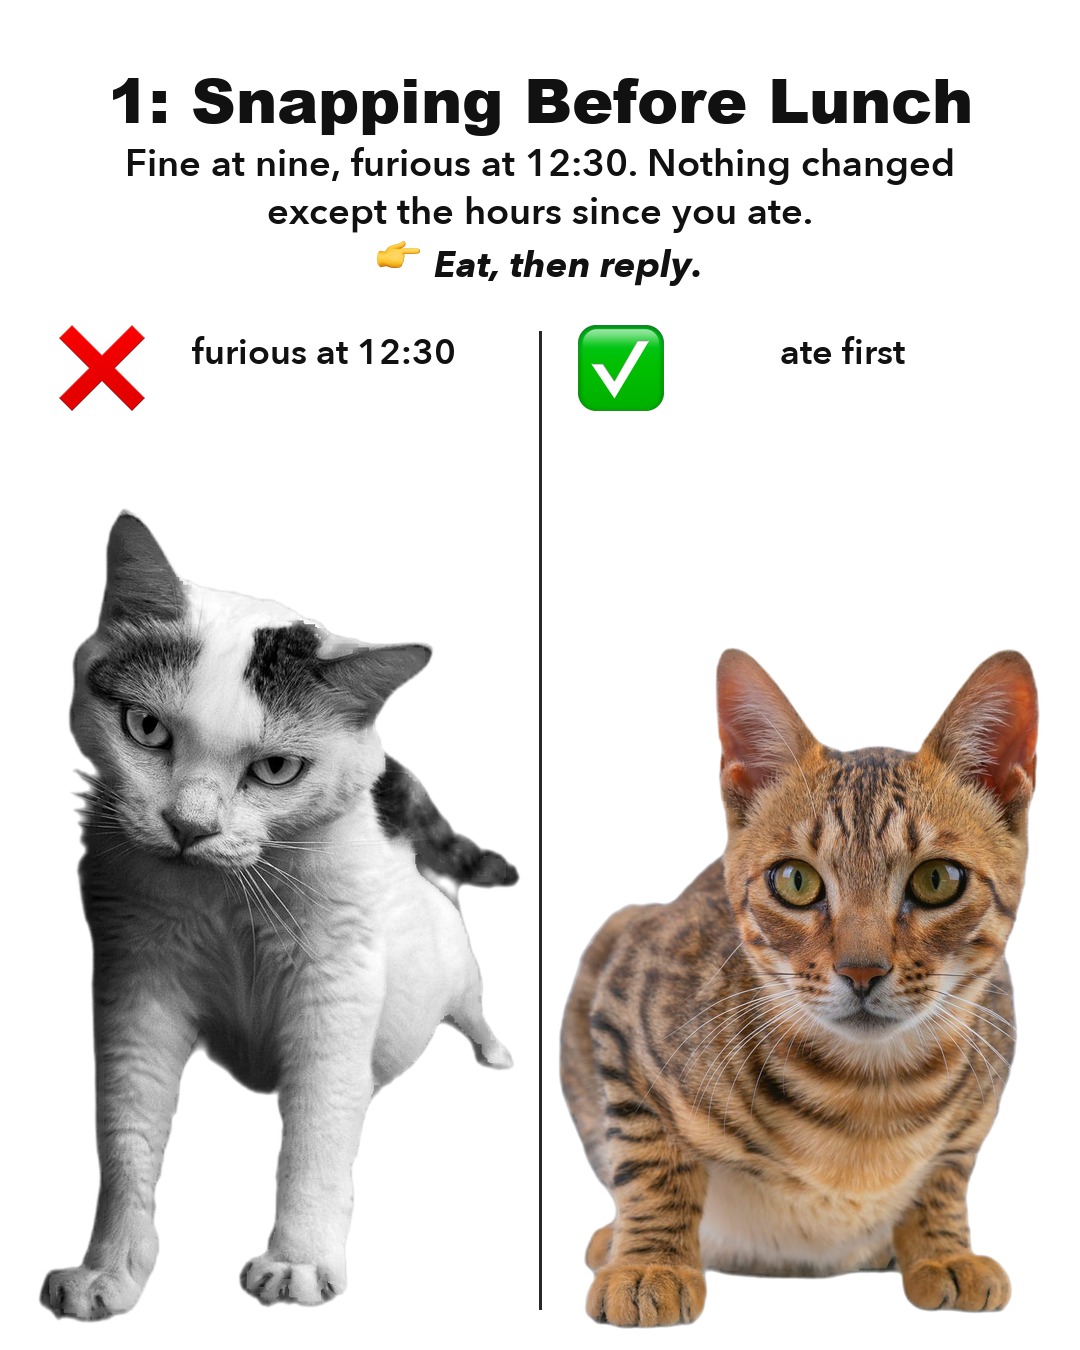 1: Snapping Before Lunch
Fine at nine, furious at 12:30. Nothing changed
except the hours since you ate.
👉 Eat, then reply.
❌ furious at 12:30
✅ ate first